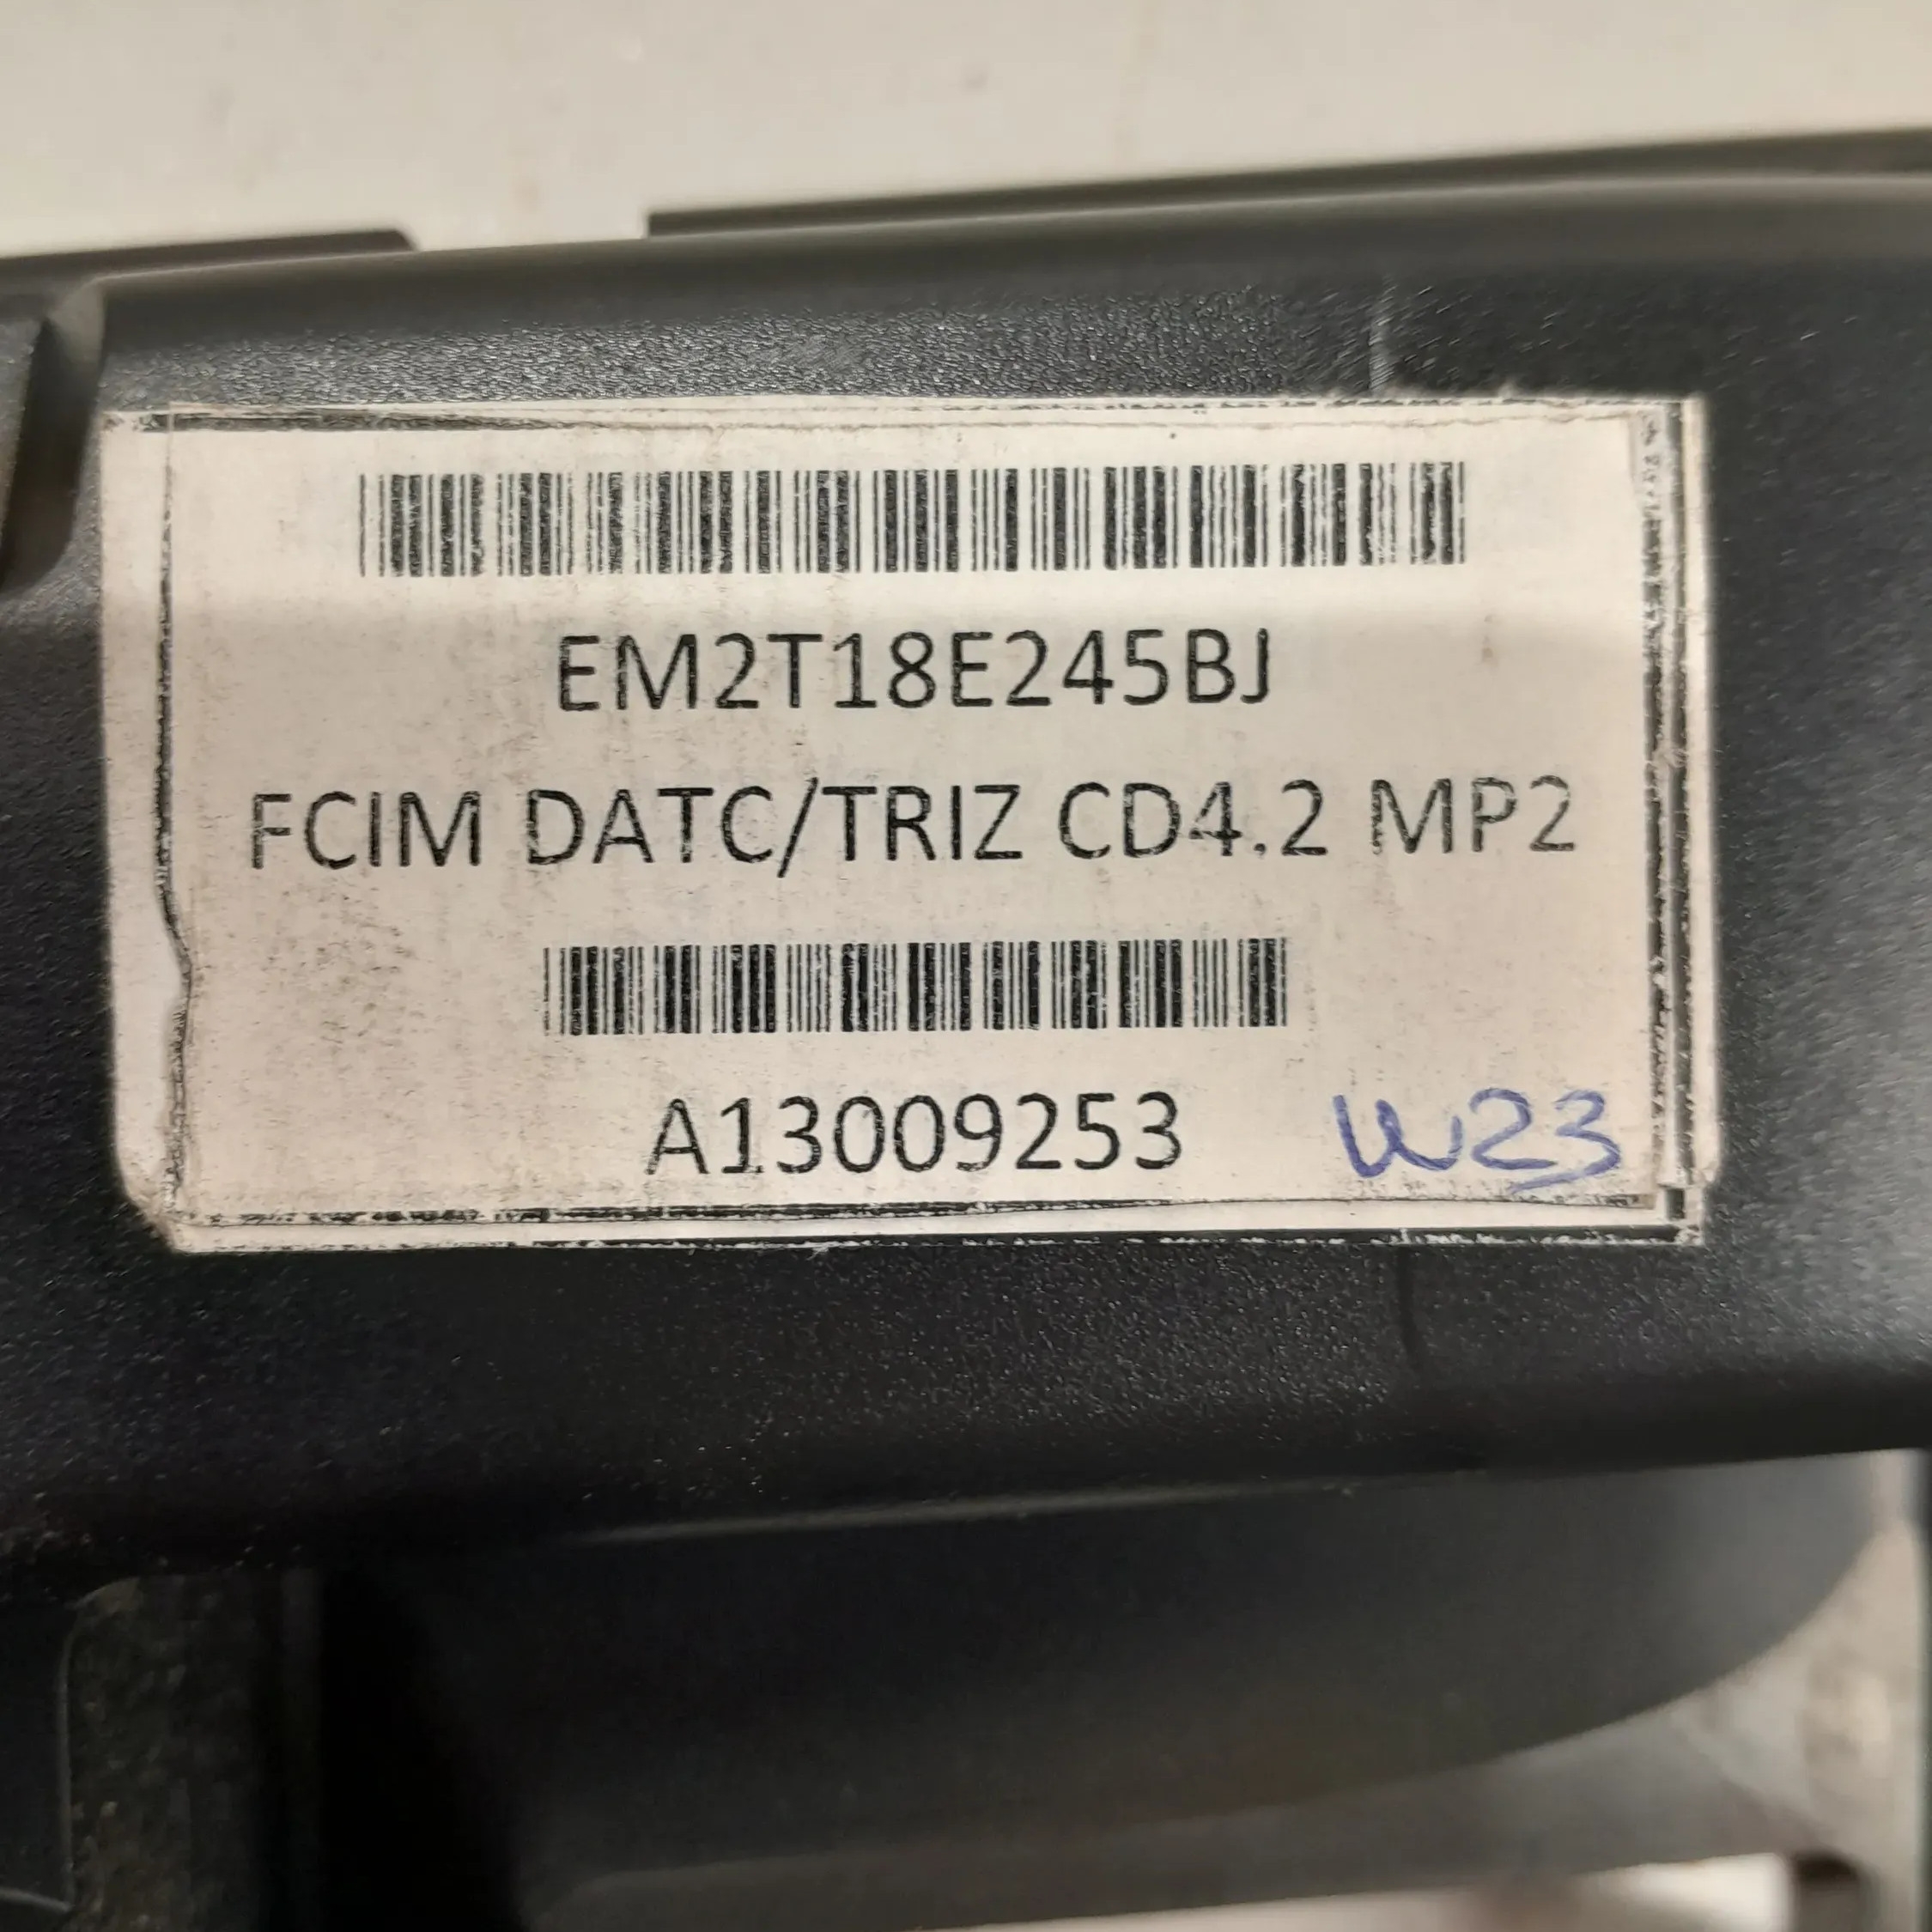 EM2T18E245BJ
FCIM DATC/TRIZ CD4.2 MP2
A13009253 W23